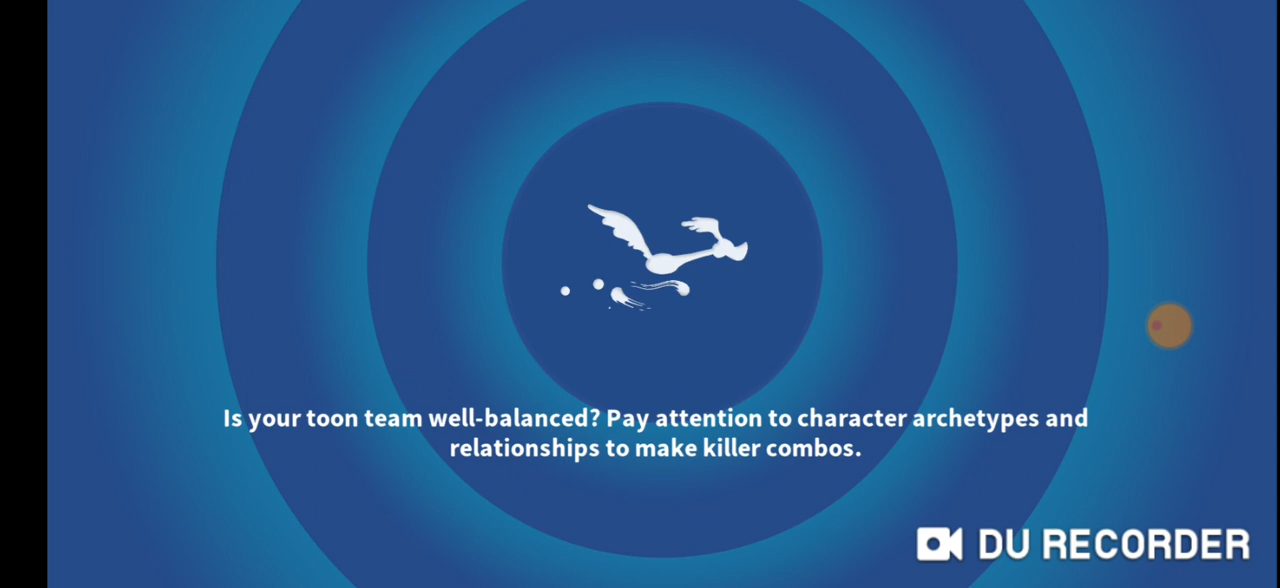 Is your toon team well-balanced? Pay attention to character archetypes and
relationships to make killer combos.
DU RECORDER